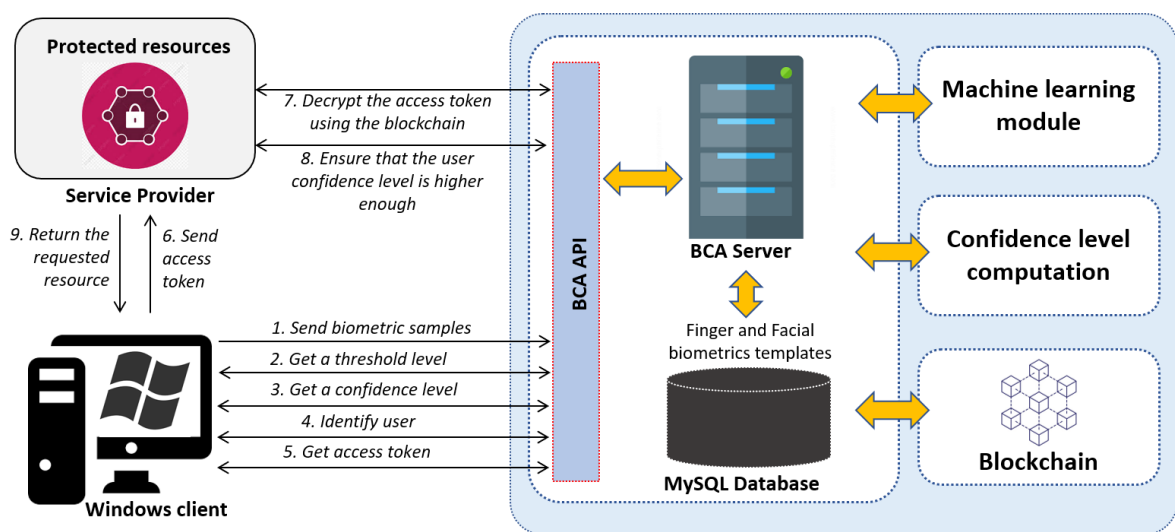 Protected resources
Service Provider
7. Decrypt the access token
using the blockchain
8. Ensure that the user
confidence level is higher
enough
9. Return the
requested
resource
6. Send
access
token
1. Send biometric samples
2. Get a threshold level
3. Get a confidence level
4. Identify user
5. Get access token
Windows client
BCA API
BCA Server
Finger and Facial
biometrics templates
MySQL Database
Machine learning
module
Confidence level
computation
Blockchain